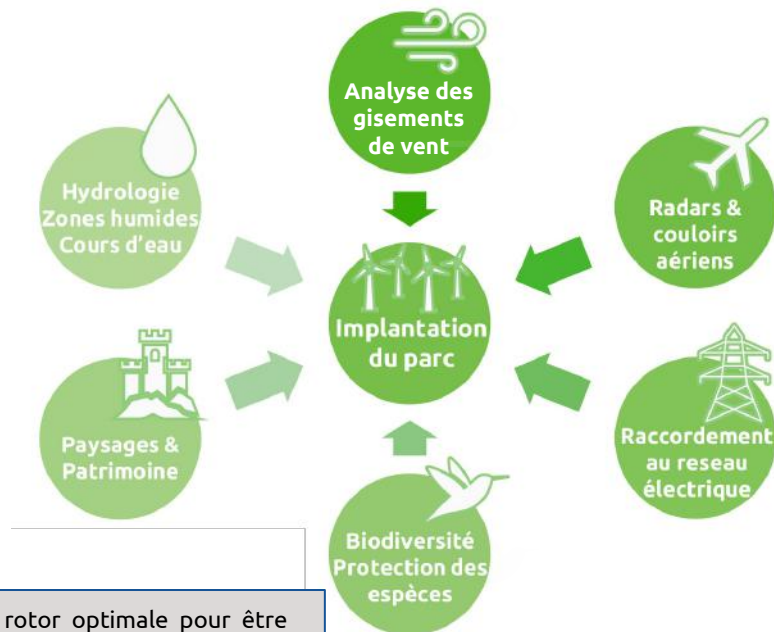 Analyse des
gisements
de vent
Hydrologie
Zones humides
Cours d'eau
Radars &
couloirs
aériens
Implantation
du parc
Paysages &
Patrimoine
Raccordement
au reseau
électrique
Biodiversité
Protection des
espèces
rotor optimale pour être